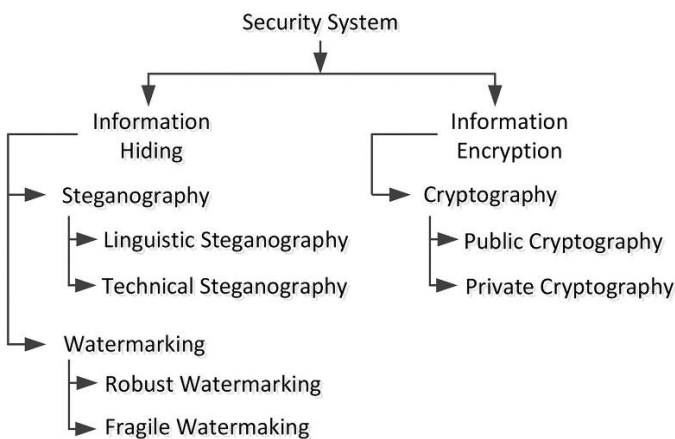 Security System
Information
Hiding
Information
Encryption
Steganography
Linguistic Steganography
Technical Steganography
Watermarking
Robust Watermarking
Fragile Watermaking
Cryptography
Public Cryptography
Private Cryptography